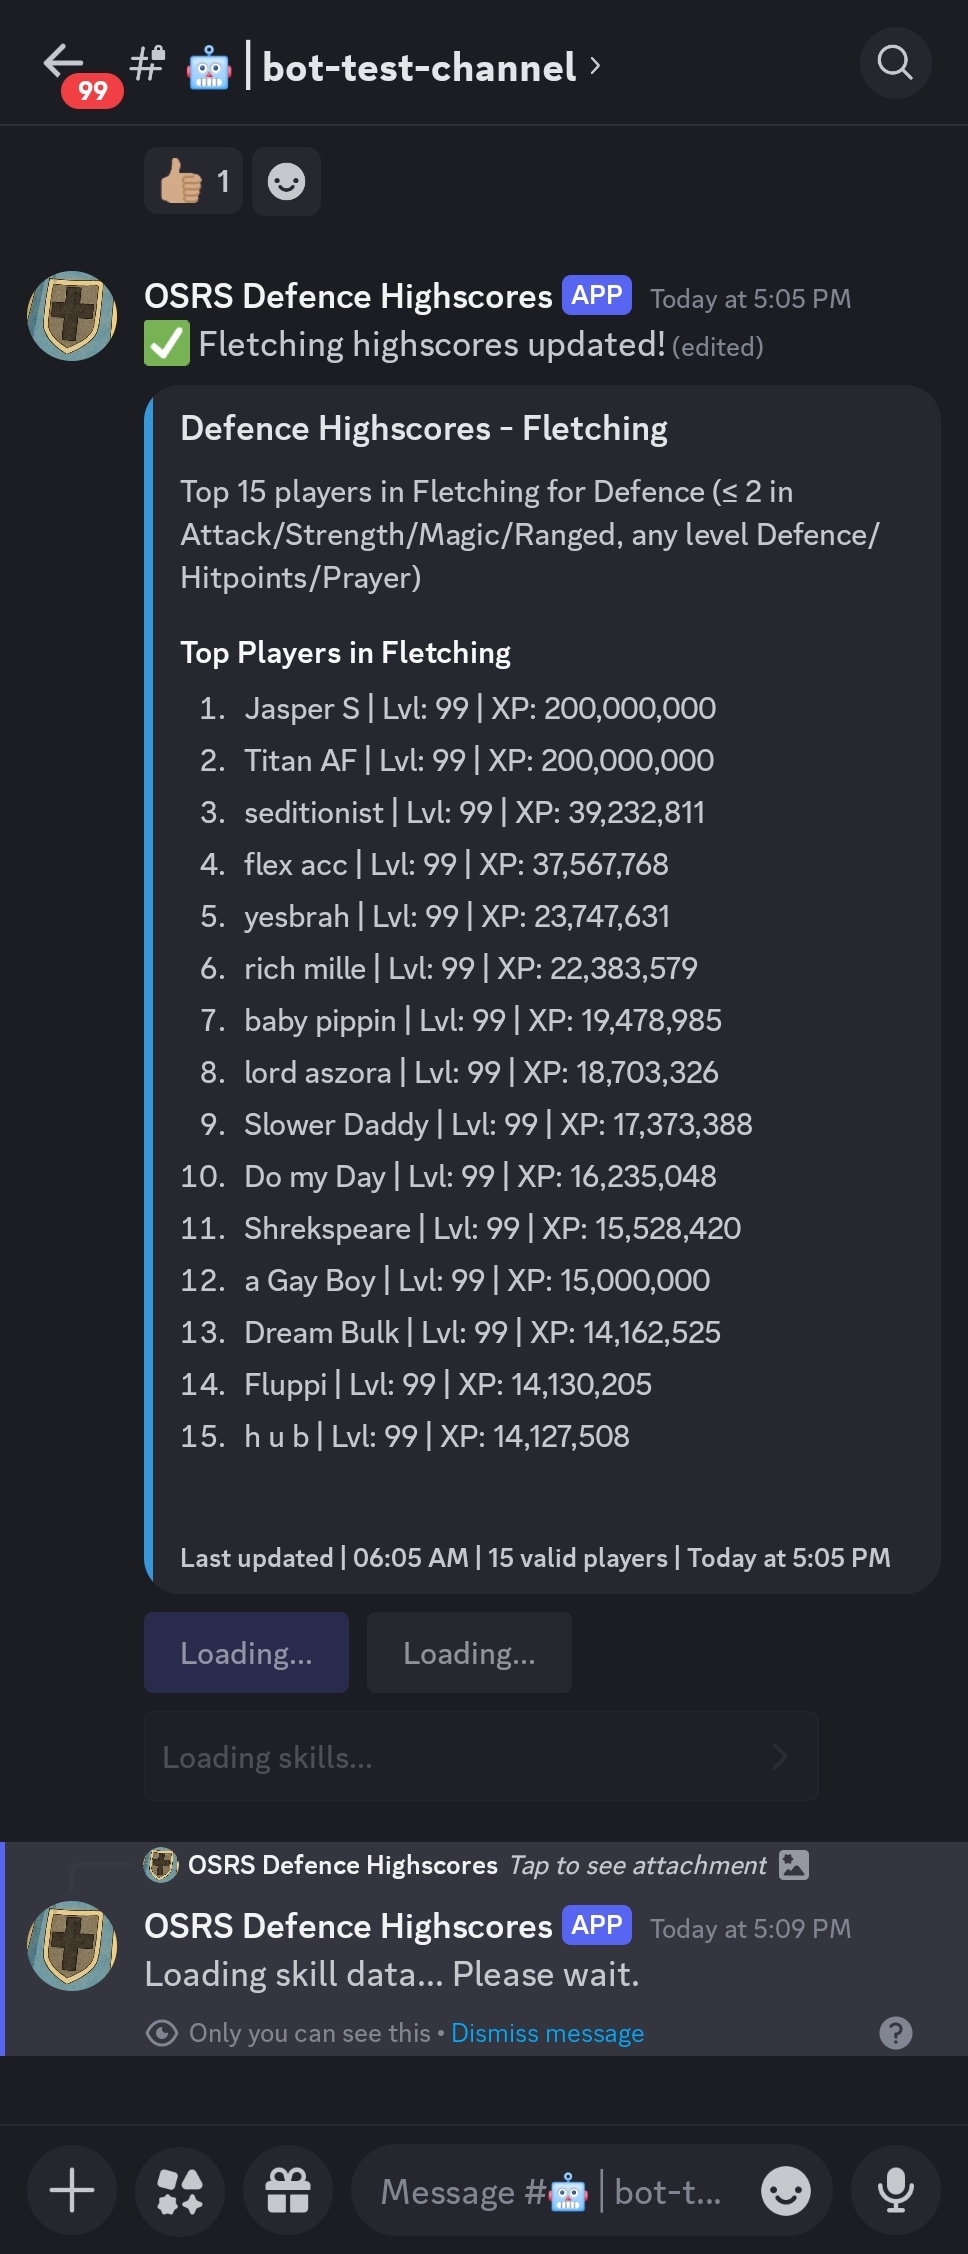 99
# 🤖 | bot-test-channel ›
👍🏼 1
OSRS Defence Highscores APP Today at 5:05 PM
✅ Fletching highscores updated! (edited)
Defence Highscores - Fletching
Top 15 players in Fletching for Defence (≤ 2 in
Attack/Strength/Magic/Ranged, any level Defence/
Hitpoints/Prayer)
Top Players in Fletching
1. Jasper S | Lvl: 99 | XP: 200,000,000
2. Titan AF | Lvl: 99 | XP: 200,000,000
3. seditionist | Lvl: 99 | XP: 39,232,811
4. flex acc | Lvl: 99 | XP: 37,567,768
5. yesbrah | Lvl: 99 | XP: 23,747,631
6. rich mille | Lvl: 99 | XP: 22,383,579
7. baby pippin | Lvl: 99 | XP: 19,478,985
8. lord aszora | Lvl: 99 | XP: 18,703,326
9. Slower Daddy | Lvl: 99 | XP: 17,373,388
10. Do my Day | Lvl: 99 | XP: 16,235,048
11. Shrekspeare | Lvl: 99 | XP: 15,528,420
12. a Gay Boy | Lvl: 99 | XP: 15,000,000
13. Dream Bulk | Lvl: 99 | XP: 14,162,525
14. Fluppi | Lvl: 99 | XP: 14,130,205
15. h u b | Lvl: 99 | XP: 14,127,508
Last updated | 06:05 AM | 15 valid players | Today at 5:05 PM
Loading... Loading...
Loading skills...
OSRS Defence Highscores Tap to see attachment
OSRS Defence Highscores APP Today at 5:09 PM
Loading skill data... Please wait.
Only you can see this • Dismiss message ?
Message #🤖 | bot-t...